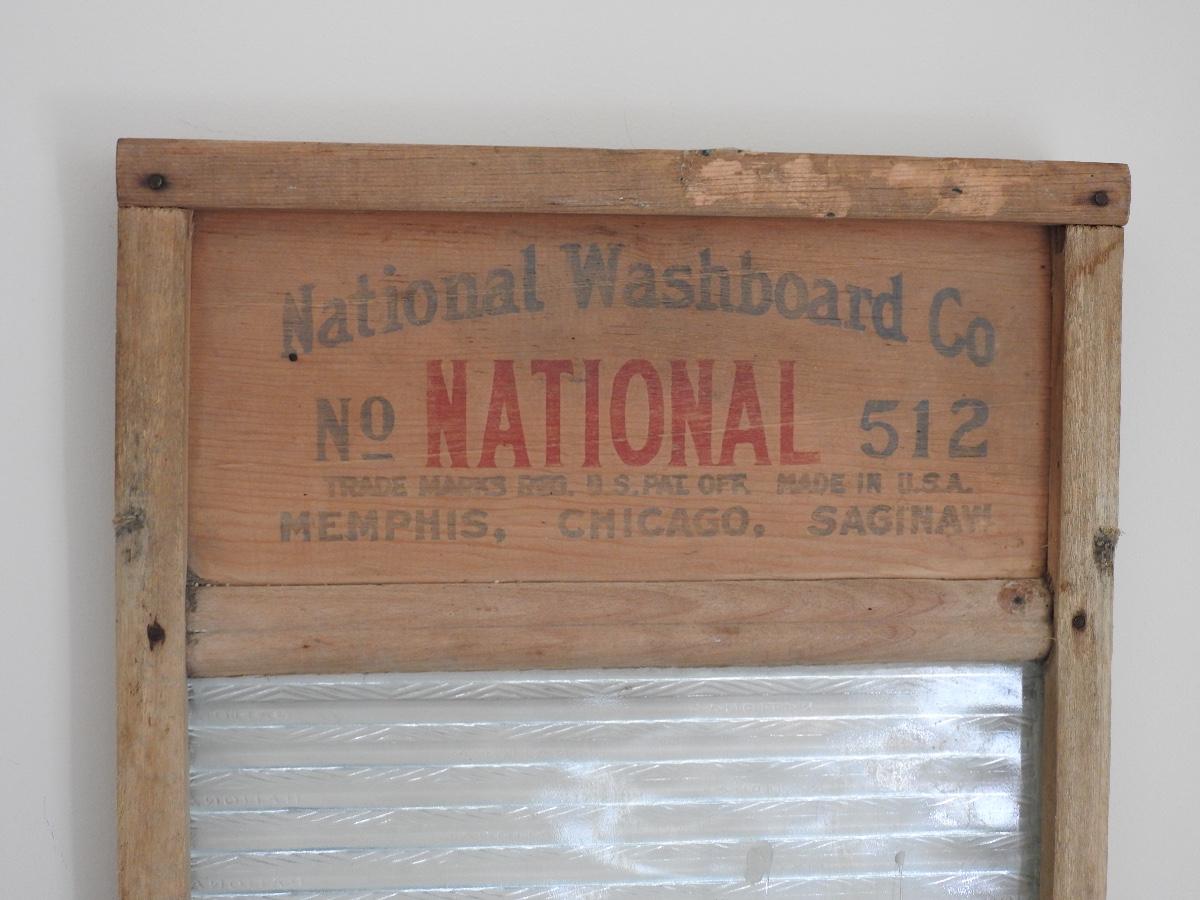 National Washboard Co
No NATIONAL 512
TRADE MARKS REG. U.S. PAT. OFF. MADE IN U.S.A.
MEMPHIS, CHICAGO, SAGINAW